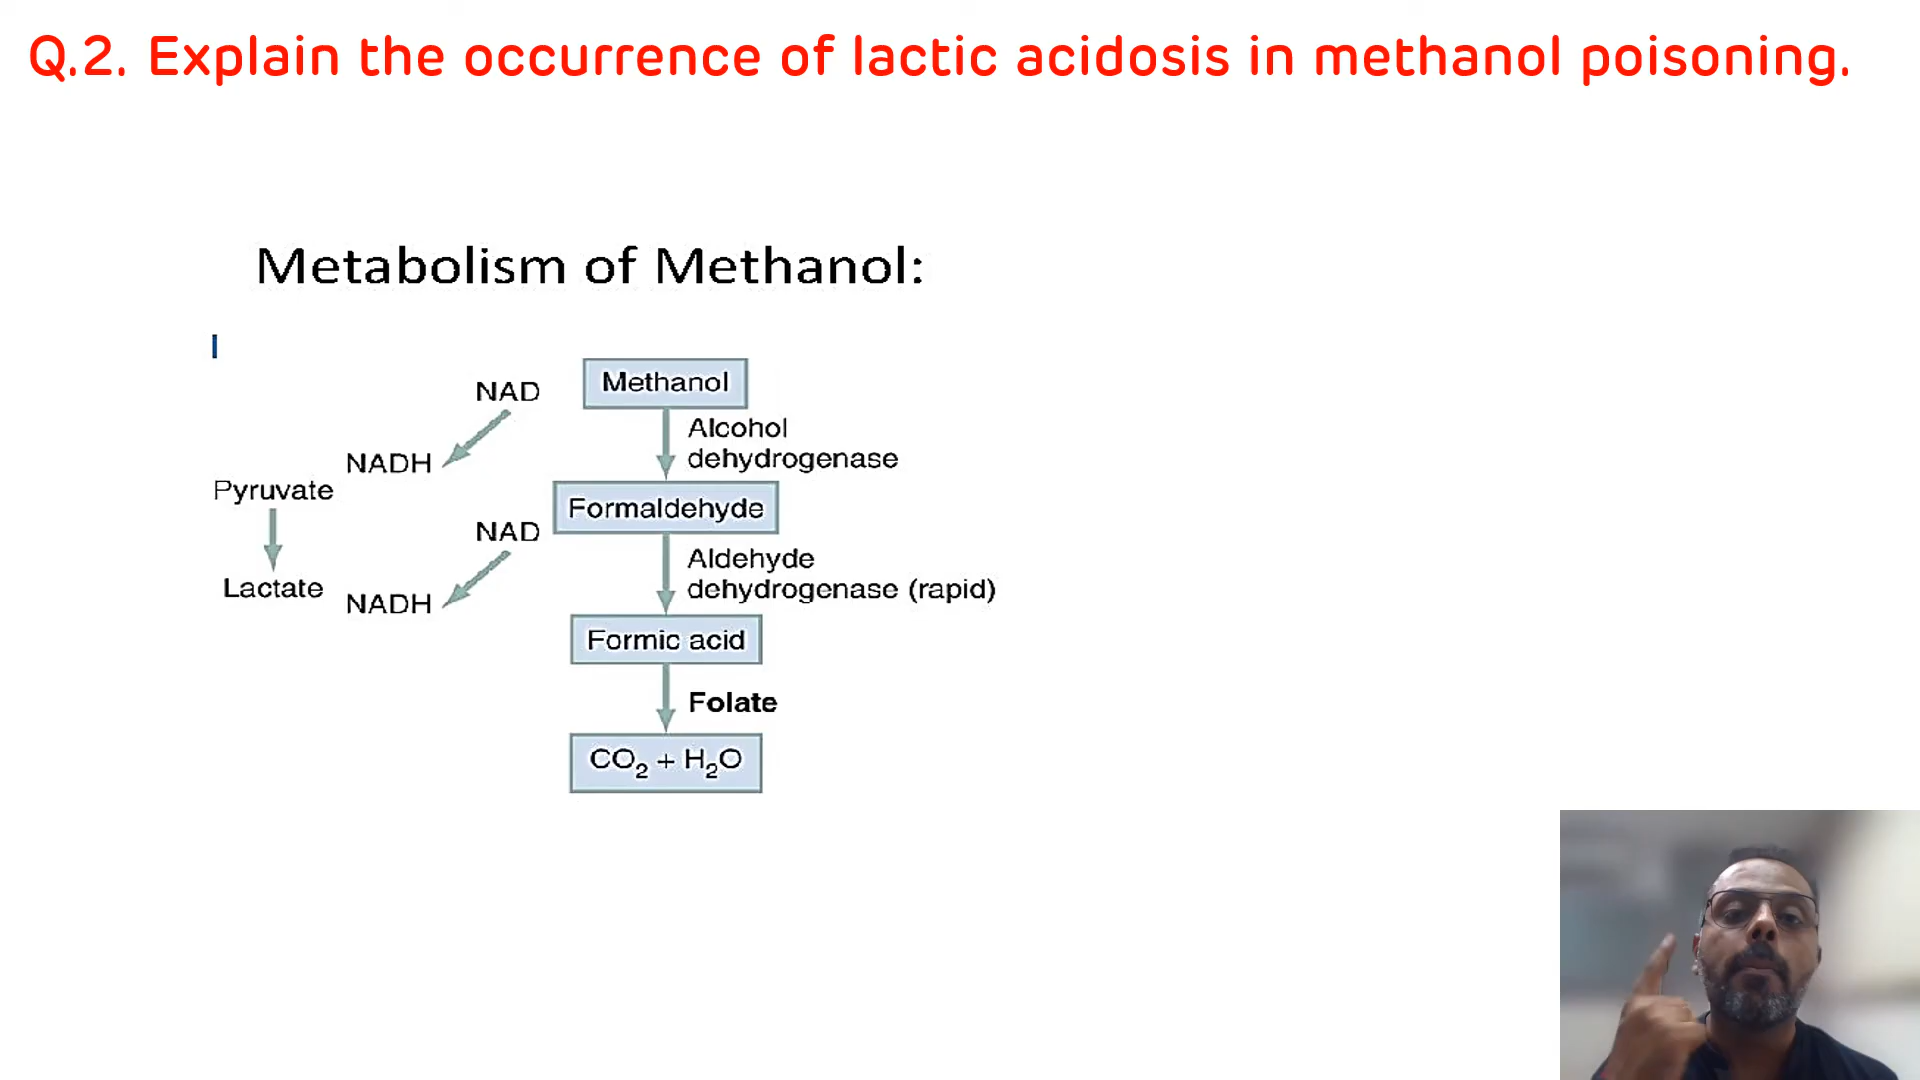 Q.2. Explain the occurrence of lactic acidosis in methanol poisoning.
Metabolism of Methanol:
NAD
Methanol
Alcohol
dehydrogenase
NADH
Pyruvate
Formaldehyde
NAD
Aldehyde
dehydrogenase (rapid)
Lactate
NADH
Formic acid
Folate
CO₂ + H₂O